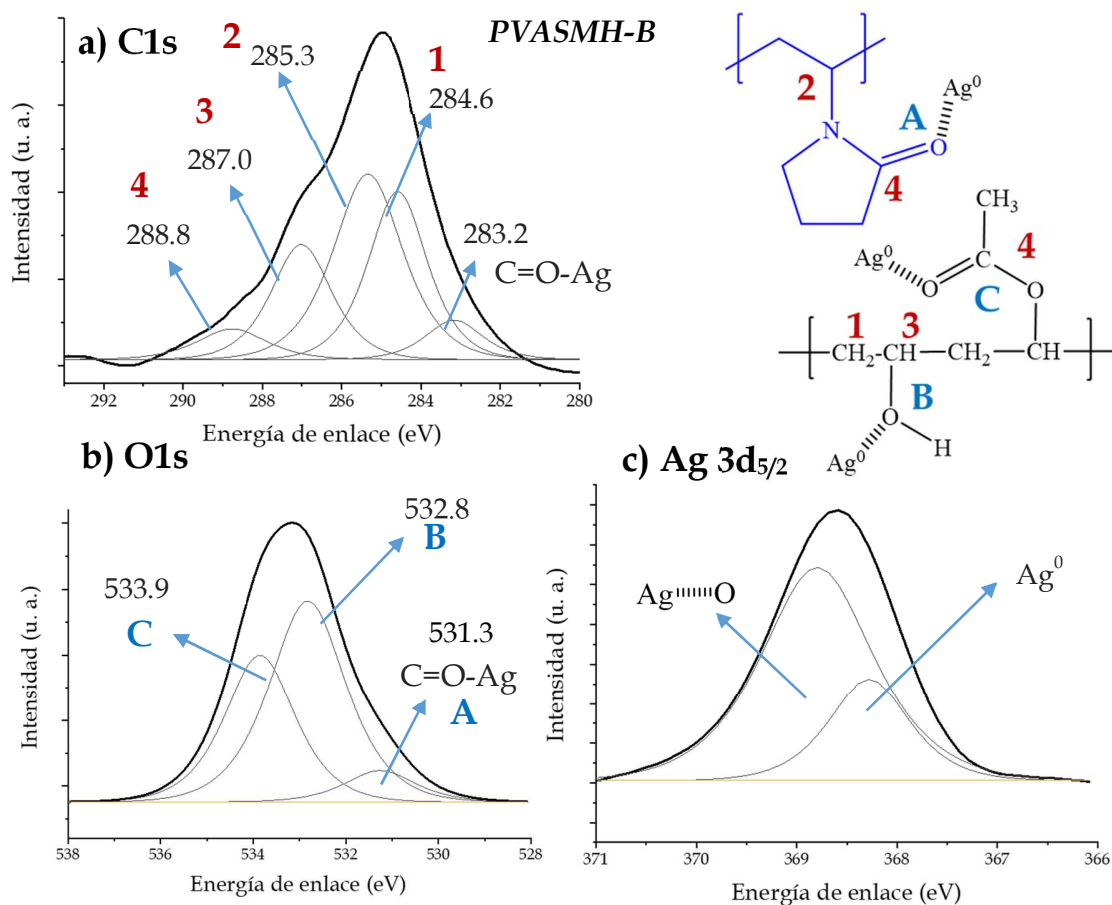 a) C1s
PVASMH-B
2
285.3
1
284.6
3
287.0
4
288.8
283.2
C=O-Ag
Intensidad (u. a.)
292 290 288 286 284 282 280
Energía de enlace (eV)
2
N
A
Ag⁰
O
4
CH₃
4
Ag⁰
O
C
O
1 3
CH₂ CH CH₂ CH
B
O
H
Ag⁰
b) O1s
532.8
B
533.9
C
531.3
C=O-Ag
A
Intensidad (u. a.)
538 536 534 532 530 528
Energía de enlace (eV)
c) Ag 3d₅/₂
Ag O
Ag⁰
Intensidad (u. a.)
371 370 369 368 367 366
Energía de enlace (eV)